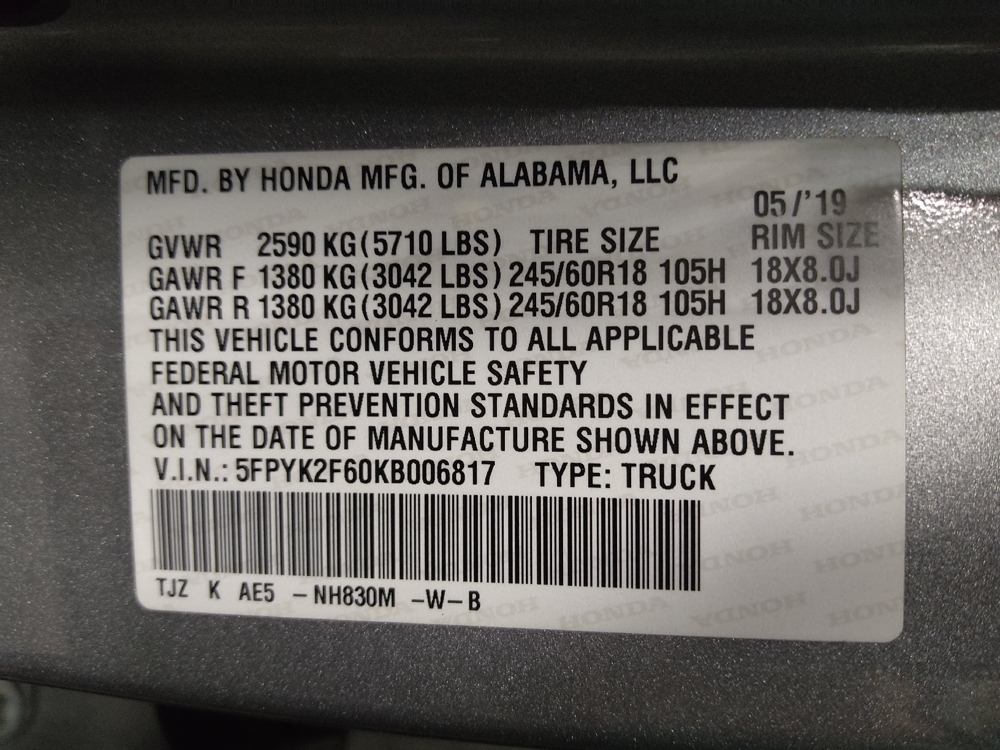 MFD. BY HONDA MFG. OF ALABAMA, LLC
05/'19
GVWR 2590 KG (5710 LBS) TIRE SIZE RIM SIZE
GAWR F 1380 KG (3042 LBS) 245/60R18 105H 18X8.0J
GAWR R 1380 KG (3042 LBS) 245/60R18 105H 18X8.0J
THIS VEHICLE CONFORMS TO ALL APPLICABLE
FEDERAL MOTOR VEHICLE SAFETY
AND THEFT PREVENTION STANDARDS IN EFFECT
ON THE DATE OF MANUFACTURE SHOWN ABOVE.
V.I.N.: 5FPYK2F60KB006817 TYPE: TRUCK
TJZ K AE5 -NH830M -W-B